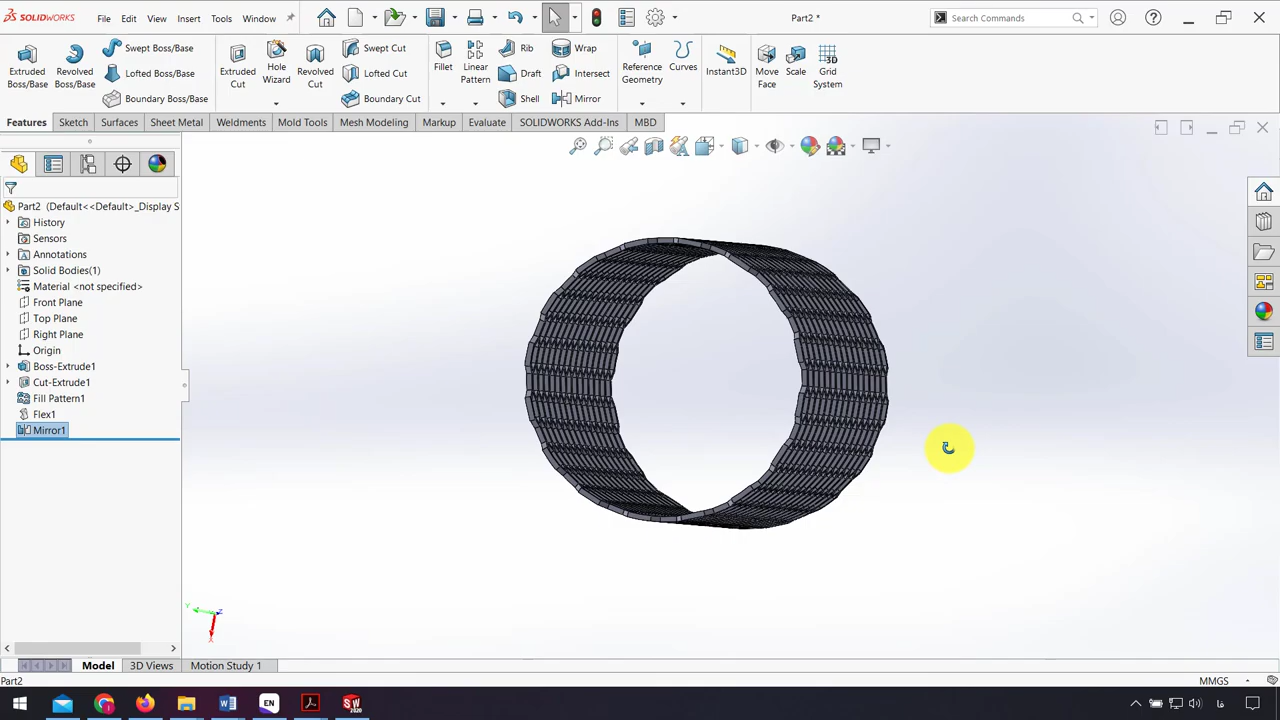 SOLIDWORKS File Edit View Insert Tools Window Part2 * Search Commands
Extruded Boss/Base
Revolved Boss/Base
Swept Boss/Base
Lofted Boss/Base
Boundary Boss/Base
Extruded Cut
Hole Wizard
Revolved Cut
Swept Cut
Lofted Cut
Boundary Cut
Fillet
Linear Pattern
Rib
Draft
Shell
Wrap
Intersect
Mirror
Reference Geometry
Curves
Instant3D
Move Face
Scale
Grid System
Features Sketch Surfaces Sheet Metal Weldments Mold Tools Mesh Modeling Markup Evaluate SOLIDWORKS Add-Ins MBD
Part2 (Default<<Default>_Display S
History
Sensors
Annotations
Solid Bodies(1)
Material <not specified>
Front Plane
Top Plane
Right Plane
Origin
Boss-Extrude1
Cut-Extrude1
Fill Pattern1
Flex1
Mirror1
Model 3D Views Motion Study 1
Part2 MMGS
EN
SW
2020
فا